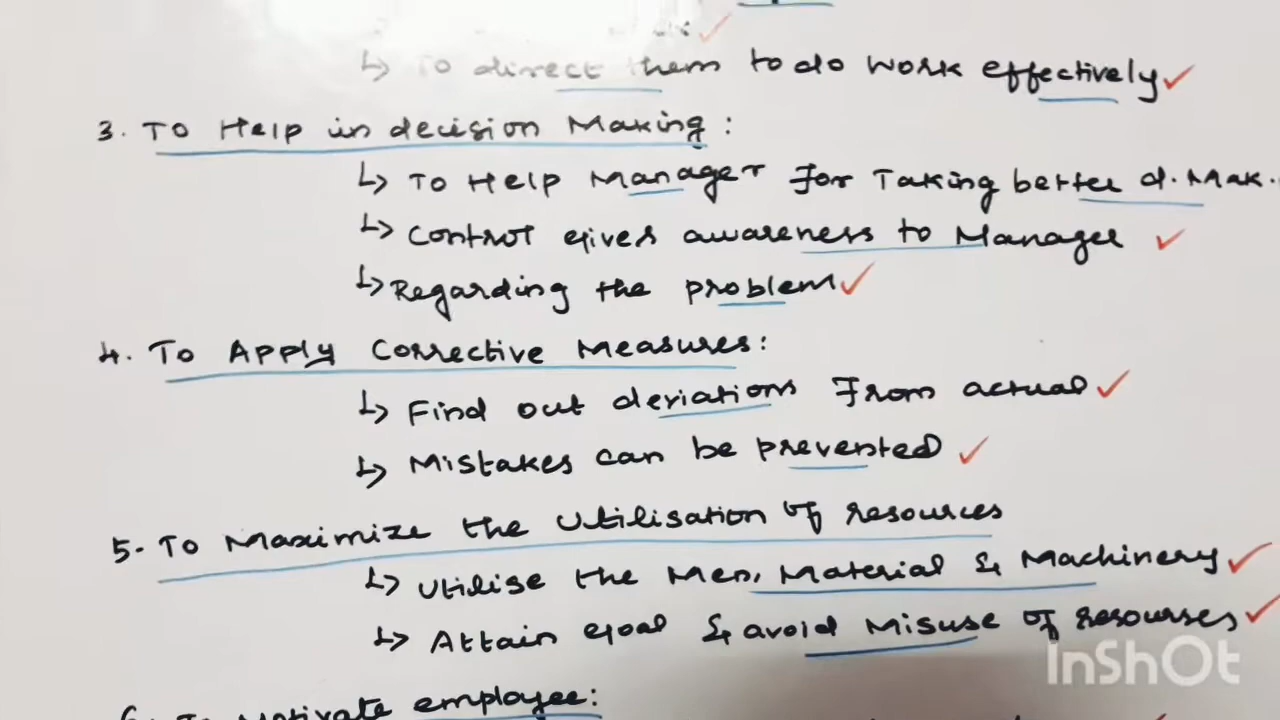 ↳ To direct them to do work effectively ✓
3. To Help in decision Making:
↳ To Help Manager for Taking better d. Mak.
↳ Control gives awareness to Manager ✓
↳ Regarding the problem ✓
4. To Apply Corrective Measures:
↳ Find out deviations From actual ✓
↳ Mistakes can be prevented ✓
5. To Maximize the Utilisation of resources
↳ Utilise the Men, Material & Machinery ✓
↳ Attain goal & avoid Misuse of resourses ✓
InShOt
6. To Motivate employee: